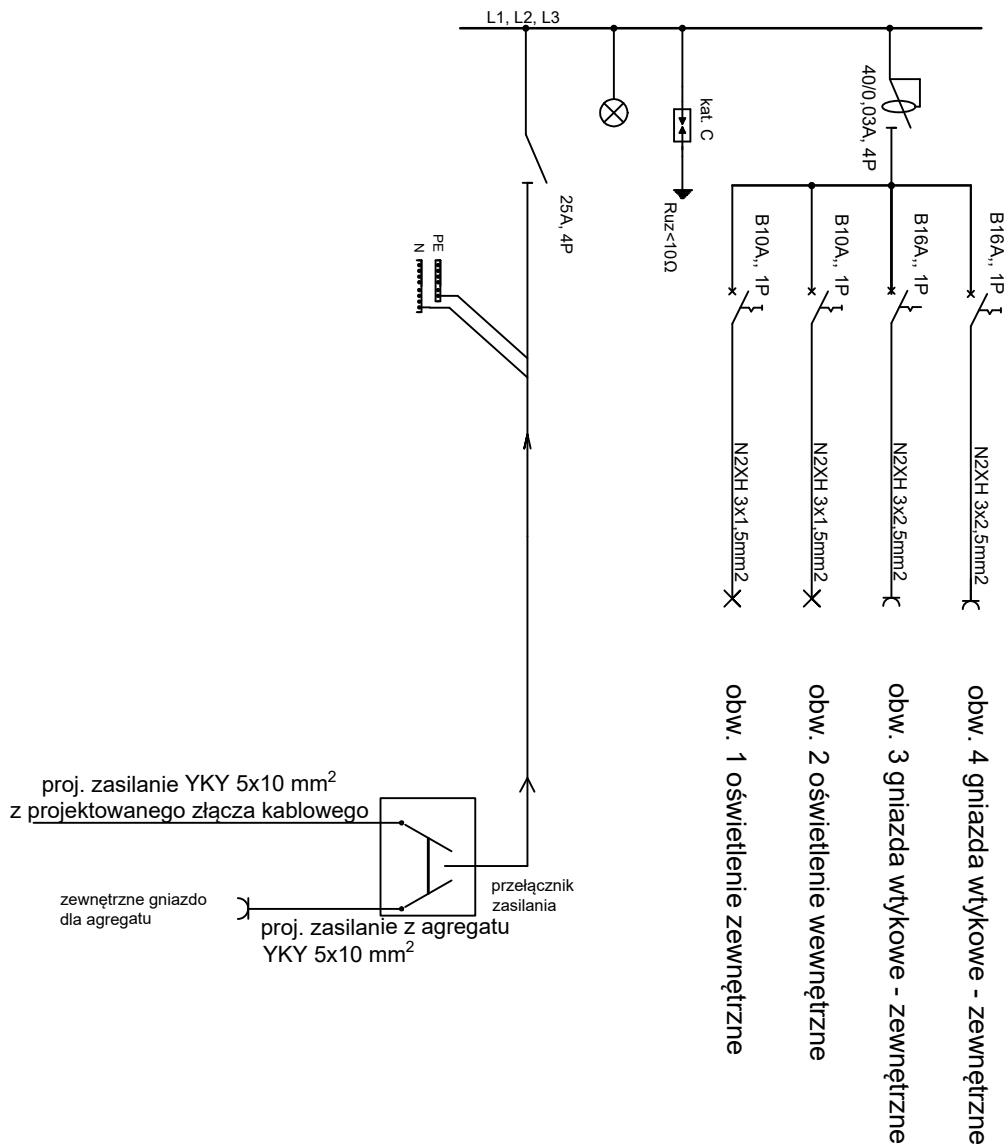 L1, L2, L3
40/0,03A, 4P
kat. C
Ruz<10Ω
25A, 4P
PE
N
B10A,, 1P
B10A,, 1P
B16A,, 1P
B16A,, 1P
N2XH 3x1,5mm2
N2XH 3x1,5mm2
N2XH 3x2,5mm2
N2XH 3x2,5mm2
obw. 1 oświetlenie zewnętrzne
obw. 2 oświetlenie wewnętrzne
obw. 3 gniazda wtykowe - zewnętrzne
obw. 4 gniazda wtykowe - zewnętrzne
proj. zasilanie YKY 5x10 mm²
z projektowanego złącza kablowego
przełącznik
zasilania
zewnętrzne gniazdo
dla agregatu
proj. zasilanie z agregatu
YKY 5x10 mm²